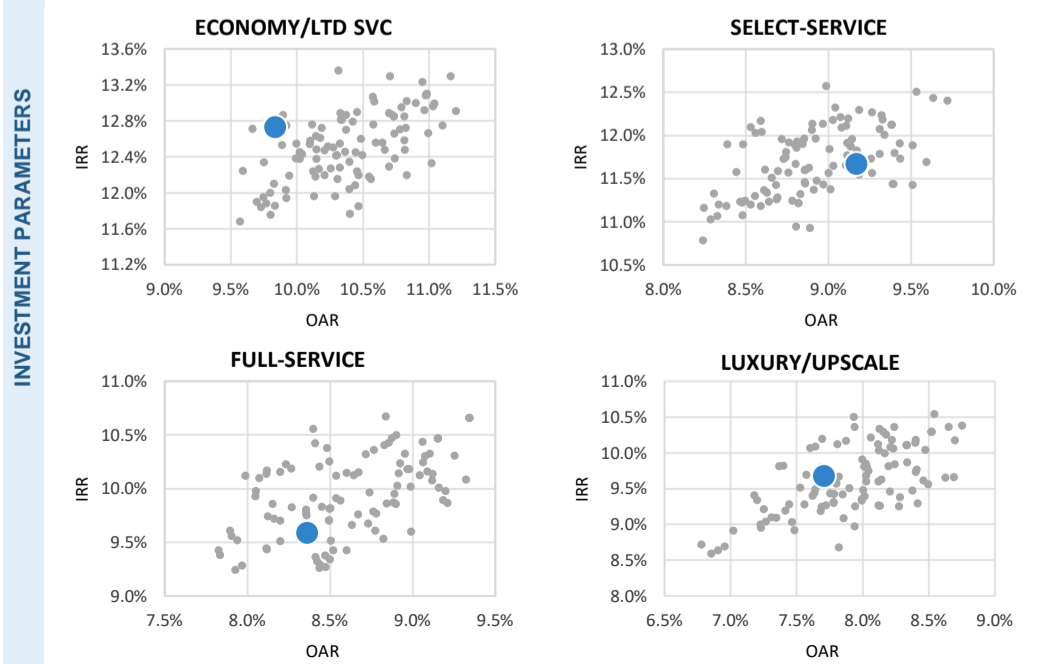 INVESTMENT PARAMETERS
ECONOMY/LTD SVC
13.6%
13.2%
12.8%
12.4%
12.0%
11.6%
11.2%
IRR
9.0% 9.5% 10.0% 10.5% 11.0% 11.5%
OAR
SELECT-SERVICE
13.0%
12.5%
12.0%
11.5%
11.0%
10.5%
IRR
8.0% 8.5% 9.0% 9.5% 10.0%
OAR
FULL-SERVICE
11.0%
10.5%
10.0%
9.5%
9.0%
IRR
7.5% 8.0% 8.5% 9.0% 9.5%
OAR
LUXURY/UPSCALE
11.0%
10.5%
10.0%
9.5%
9.0%
8.5%
8.0%
IRR
6.5% 7.0% 7.5% 8.0% 8.5% 9.0%
OAR